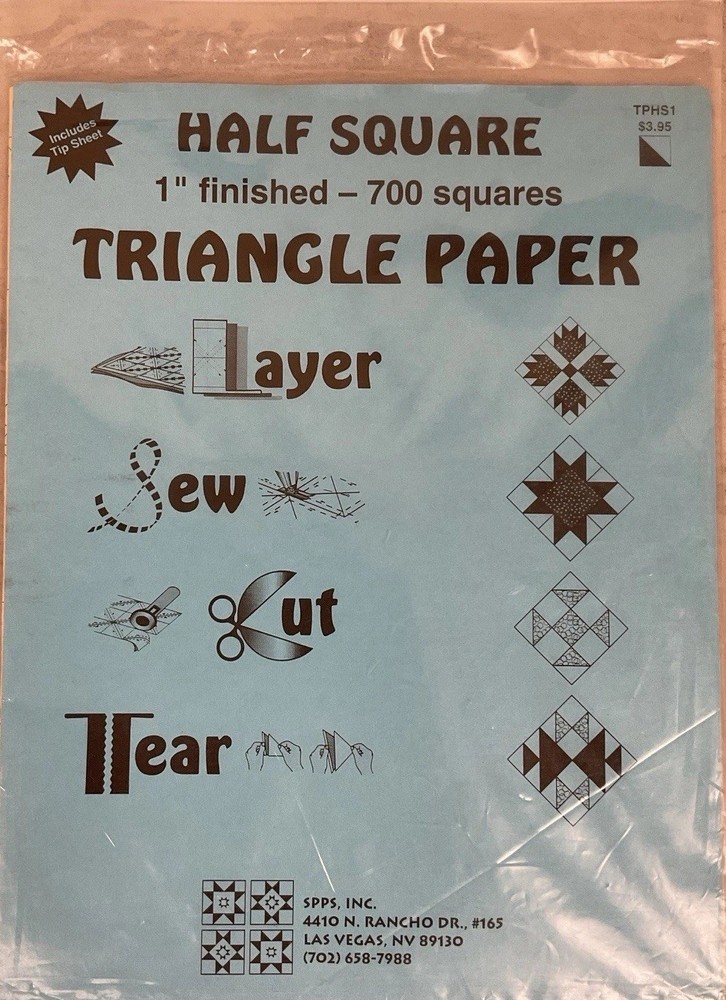 Includes
Tip Sheet
HALF SQUARE
TPHS1
$3.95
1" finished – 700 squares
TRIANGLE PAPER
Layer
Sew
Cut
Tear
SPPS, INC.
4410 N. RANCHO DR., #165
LAS VEGAS, NV 89130
(702) 658-7988